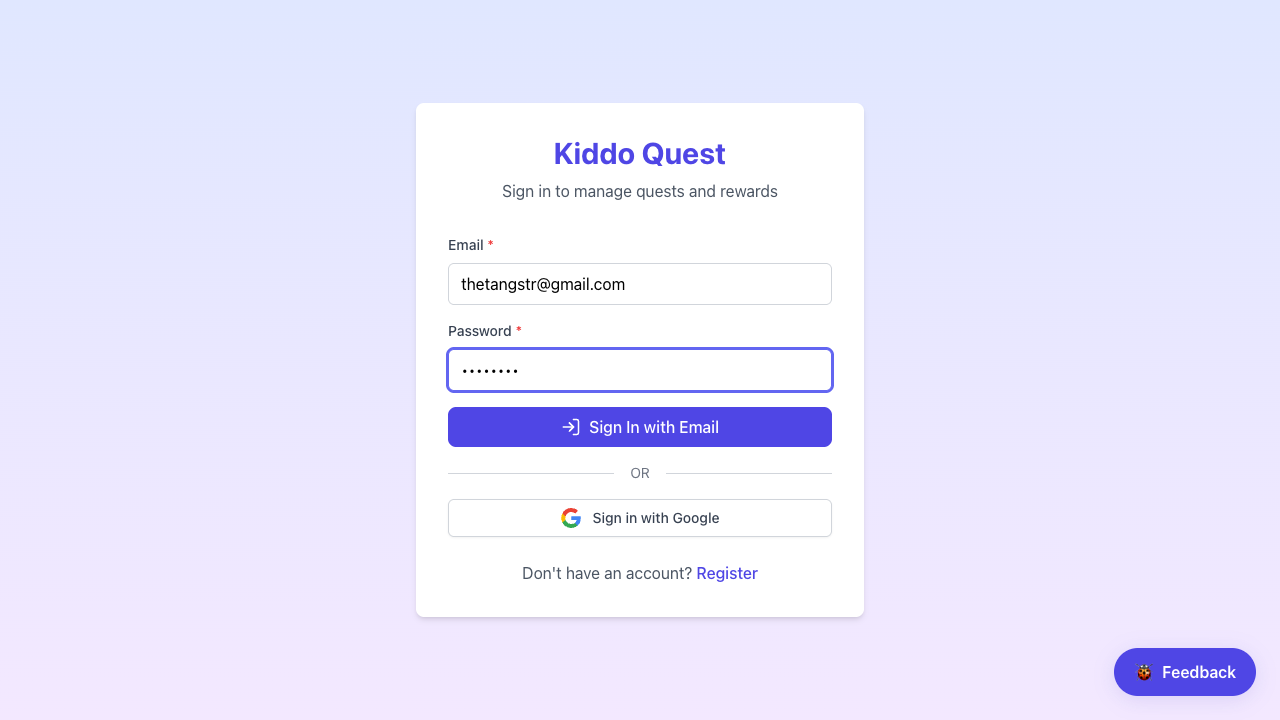 Kiddo Quest
Sign in to manage quests and rewards
Email *
thetangstr@gmail.com
Password *
••••••••
Sign In with Email
OR
Sign in with Google
Don't have an account? Register
Feedback